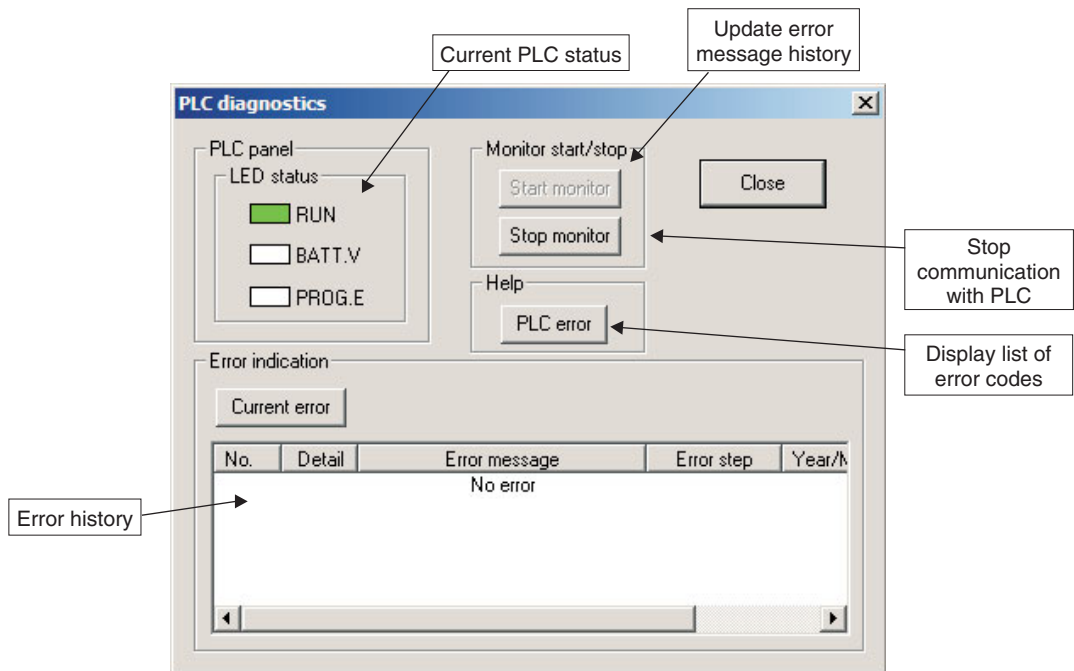 Update error
message history
Current PLC status
PLC diagnostics
PLC panel
LED status
RUN
BATT.V
PROG.E
Monitor start/stop
Start monitor
Stop monitor
Close
Stop
communication
with PLC
Help
PLC error
Display list of
error codes
Error indication
Current error
No. Detail Error message Error step Year/M
No error
Error history